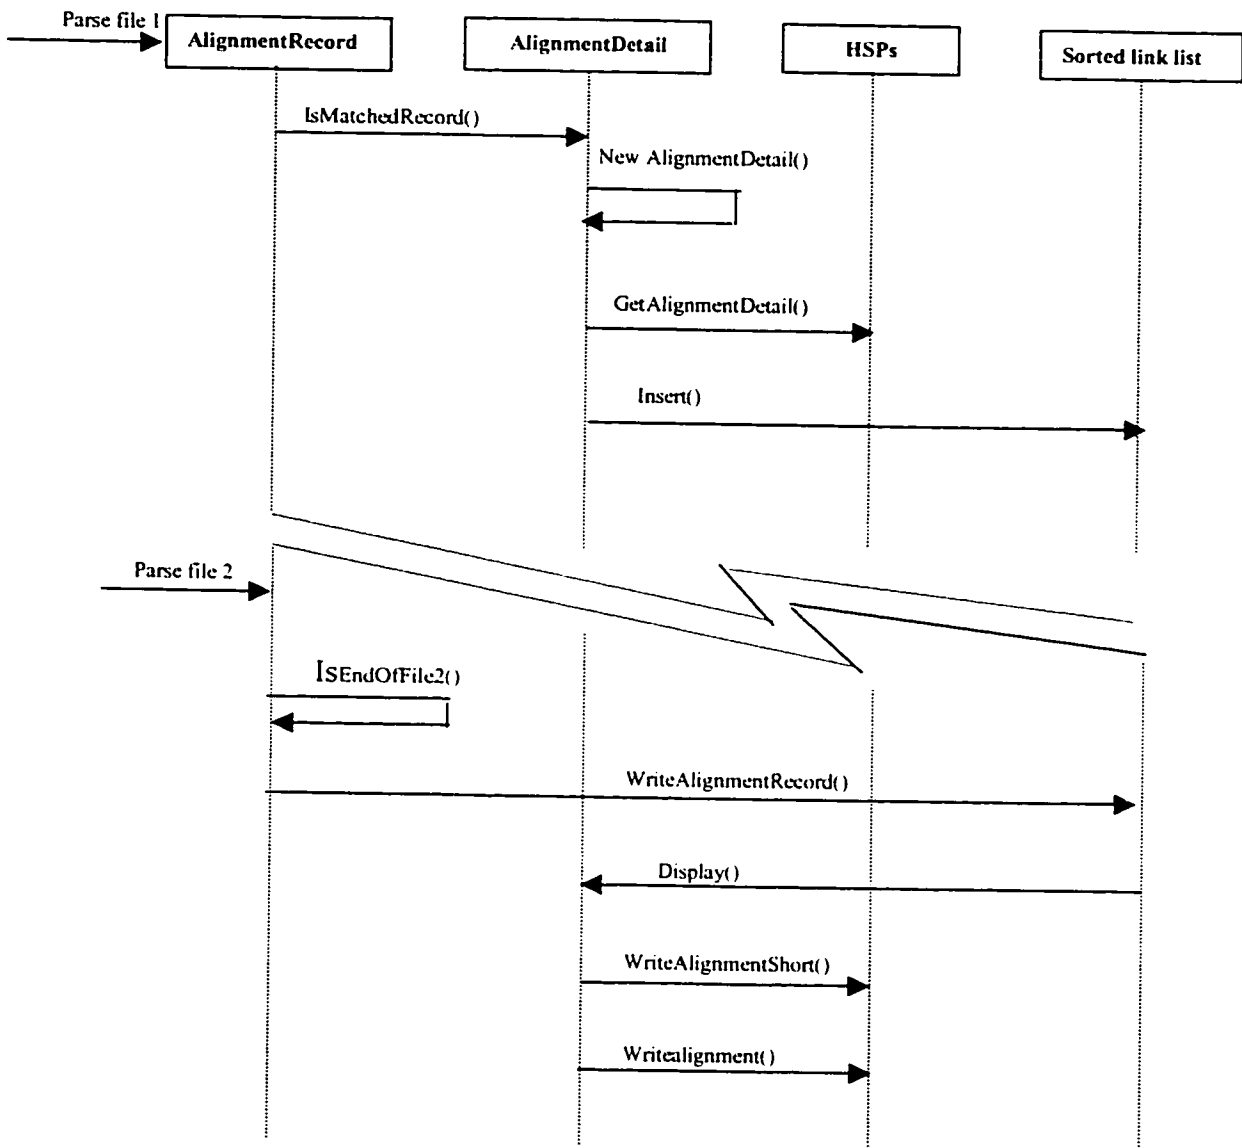 Parse file 1
AlignmentRecord
AlignmentDetail
HSPs
Sorted link list
IsMatchedRecord()
New AlignmentDetail()
GetAlignmentDetail()
Insert()
Parse file 2
ISEndOfFile2()
WriteAlignmentRecord()
Display()
WriteAlignmentShort()
Writealignment()